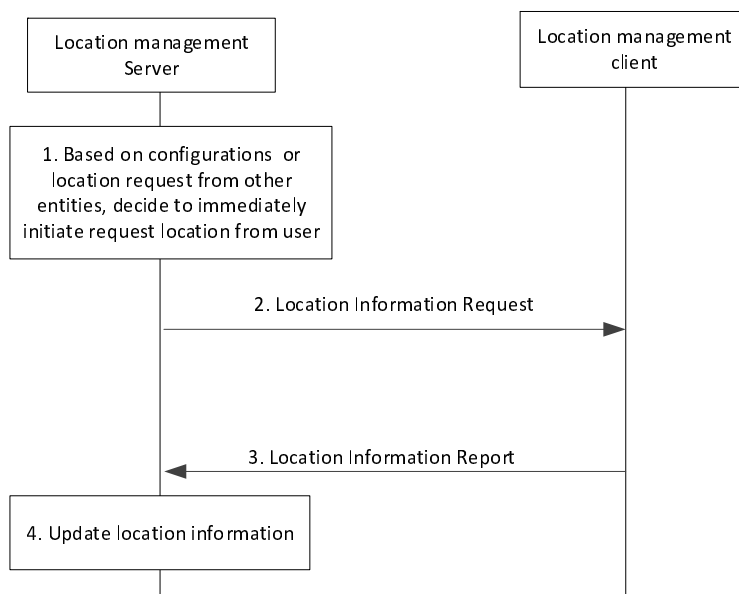 Location management
Server
Location management
client
1. Based on configurations or
location request from other
entities, decide to immediately
initiate request location from user
2. Location Information Request
3. Location Information Report
4. Update location information